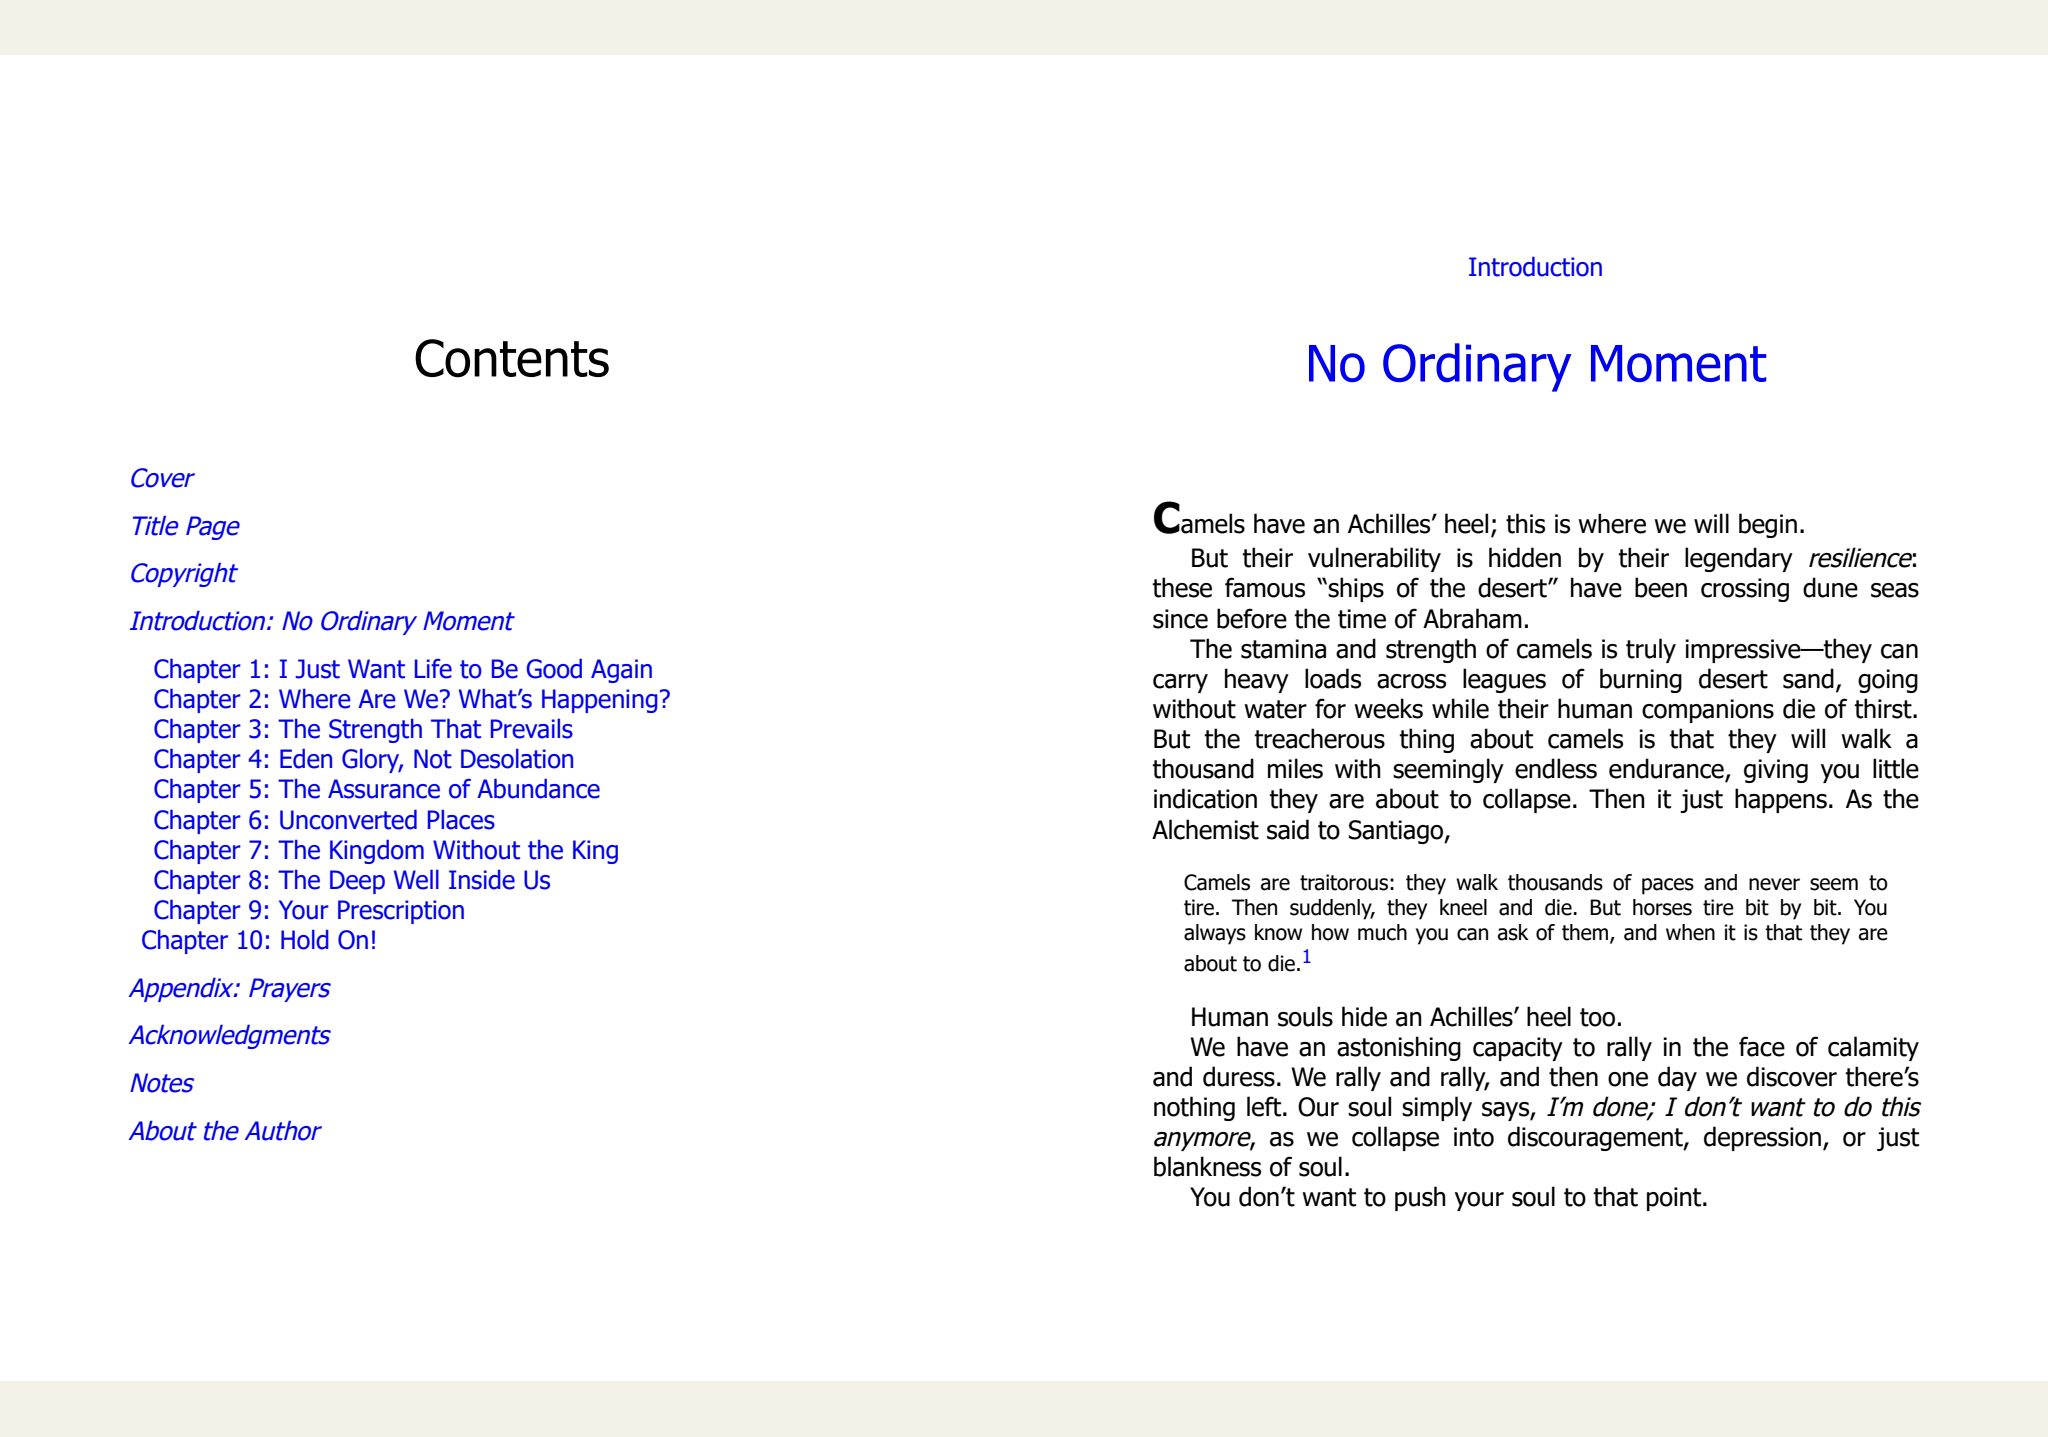 Contents
Cover
Title Page
Copyright
Introduction: No Ordinary Moment
Chapter 1: I Just Want Life to Be Good Again
Chapter 2: Where Are We? What’s Happening?
Chapter 3: The Strength That Prevails
Chapter 4: Eden Glory, Not Desolation
Chapter 5: The Assurance of Abundance
Chapter 6: Unconverted Places
Chapter 7: The Kingdom Without the King
Chapter 8: The Deep Well Inside Us
Chapter 9: Your Prescription
Chapter 10: Hold On!
Appendix: Prayers
Acknowledgments
Notes
About the Author
Introduction
No Ordinary Moment
Camels have an Achilles’ heel; this is where we will begin.
But their vulnerability is hidden by their legendary resilience:
these famous “ships of the desert” have been crossing dune seas
since before the time of Abraham.
The stamina and strength of camels is truly impressive—they can
carry heavy loads across leagues of burning desert sand, going
without water for weeks while their human companions die of thirst.
But the treacherous thing about camels is that they will walk a
thousand miles with seemingly endless endurance, giving you little
indication they are about to collapse. Then it just happens. As the
Alchemist said to Santiago,
Camels are traitorous: they walk thousands of paces and never seem to
tire. Then suddenly, they kneel and die. But horses tire bit by bit. You
always know how much you can ask of them, and when it is that they are
about to die.1
Human souls hide an Achilles’ heel too.
We have an astonishing capacity to rally in the face of calamity
and duress. We rally and rally, and then one day we discover there’s
nothing left. Our soul simply says, I’m done; I don’t want to do this
anymore, as we collapse into discouragement, depression, or just
blankness of soul.
You don’t want to push your soul to that point.